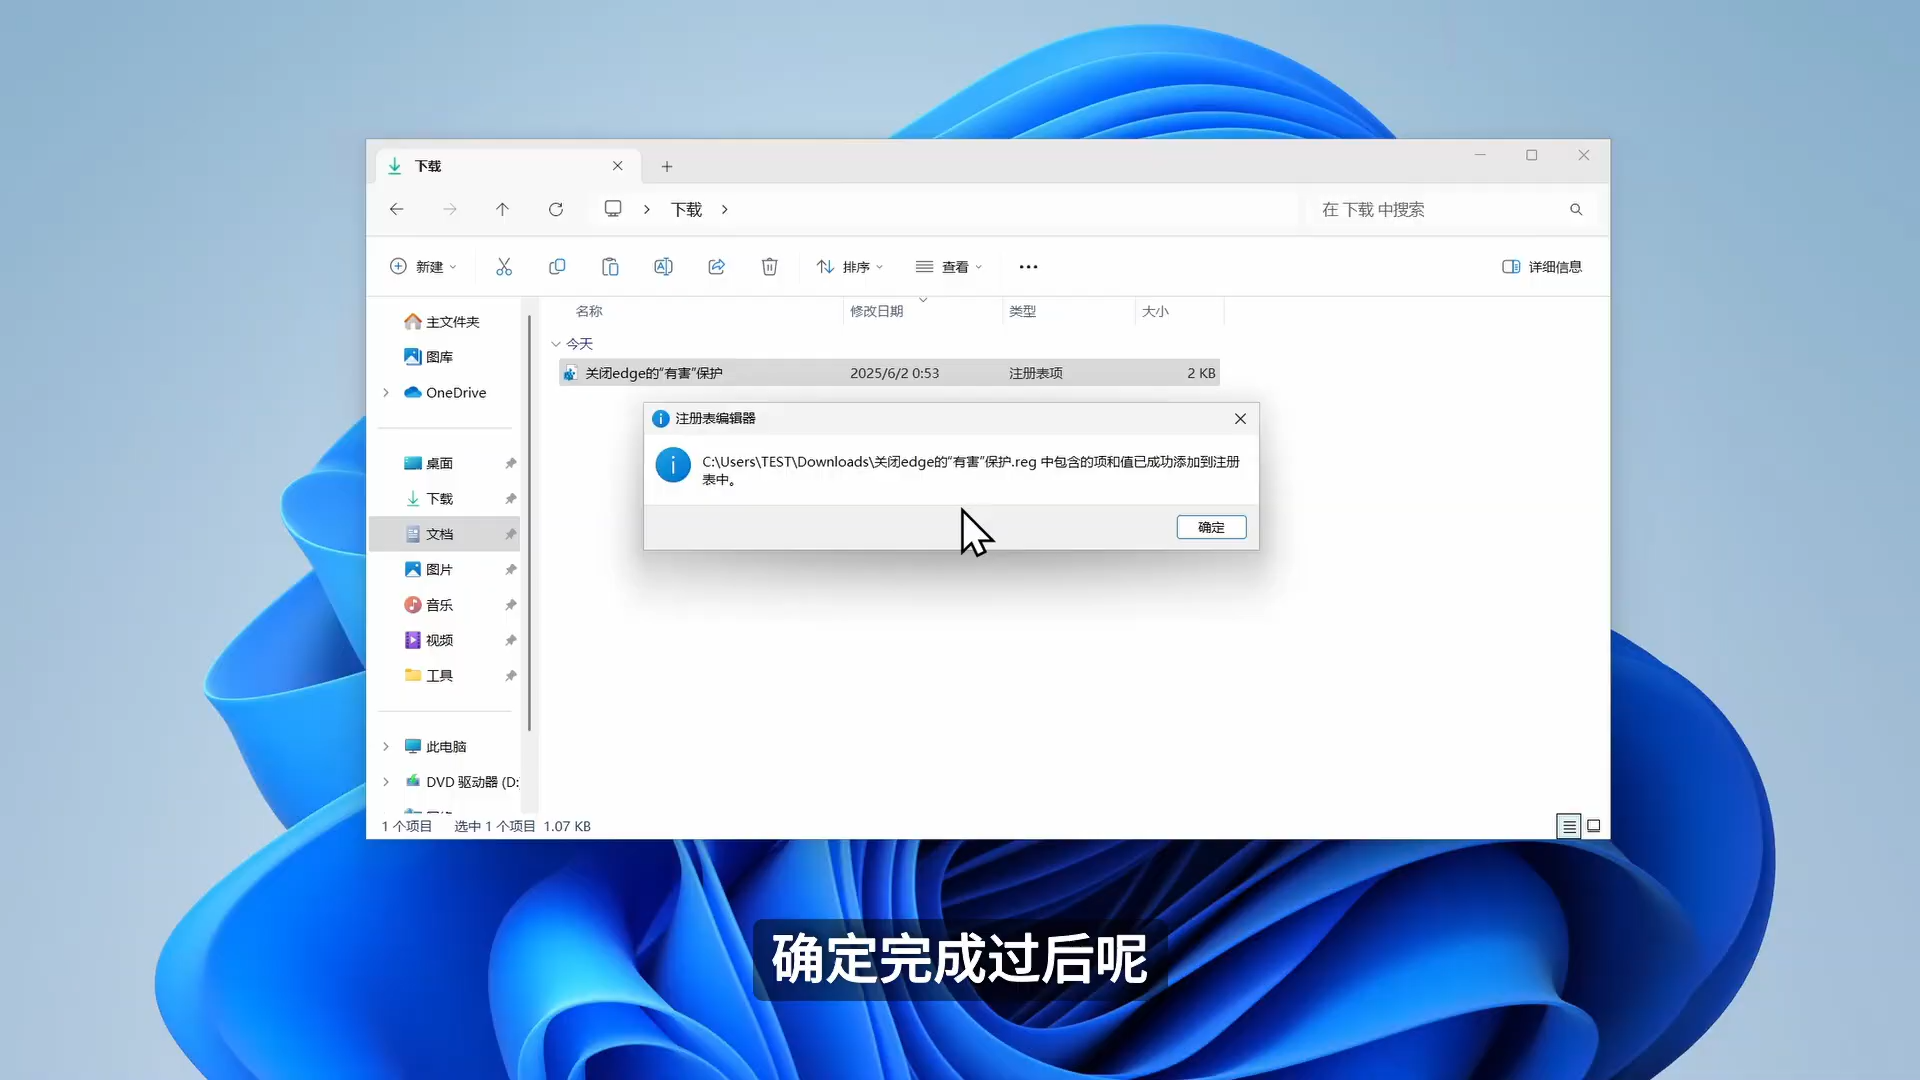 下载
下载
在 下载 中搜索
新建
排序
查看
详细信息
名称
修改日期
类型
大小
主文件夹
图库
OneDrive
桌面
下载
文档
图片
音乐
视频
工具
此电脑
DVD 驱动器 (D:
今天
关闭edge的“有害”保护
2025/6/2 0:53
注册表项
2 KB
注册表编辑器
C:\Users\TEST\Downloads\关闭edge的“有害”保护.reg 中包含的项和值已成功添加到注册
表中。
确定
1 个项目
选中 1 个项目
1.07 KB
确定完成过后呢